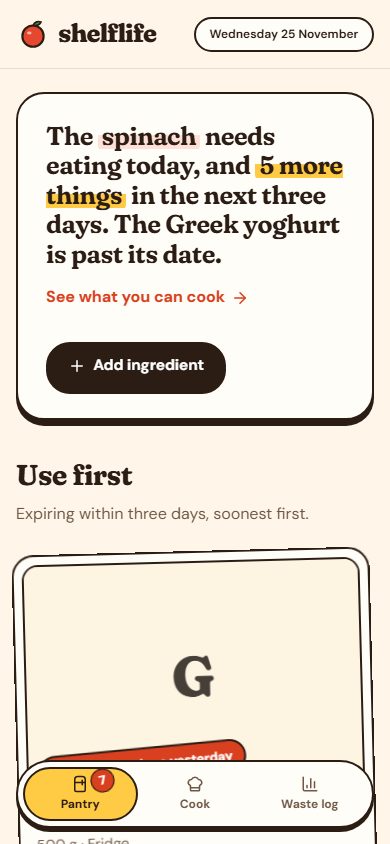 shelflife
Wednesday 25 November
The spinach needs
eating today, and 5 more
things in the next three
days. The Greek yoghurt
is past its date.
See what you can cook →
+ Add ingredient
Use first
Expiring within three days, soonest first.
G
yesterday
7
Pantry
Cook
Waste log
500 g · Fridge